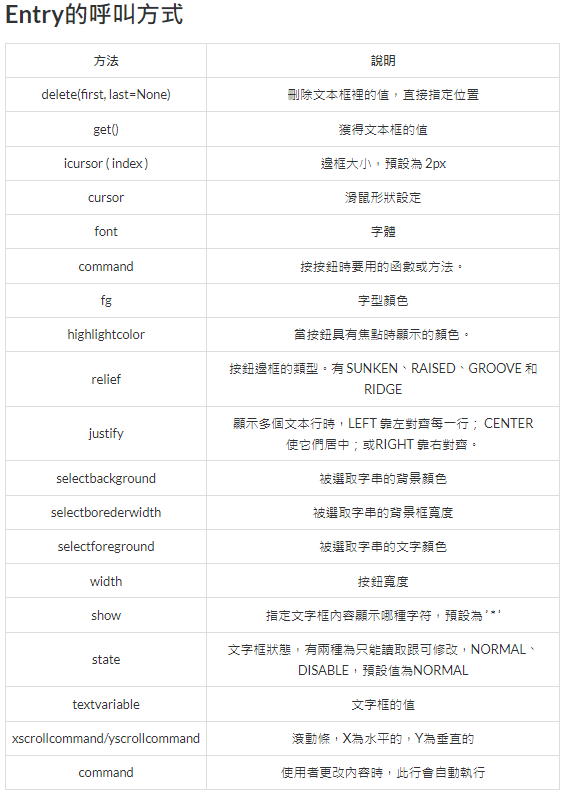 Entry的呼叫方式
方法 說明
delete(first, last=None) 刪除文本框裡的值，直接指定位置
get() 獲得文本框的值
icursor ( index ) 邊框大小，預設為 2px
cursor 滑鼠形狀設定
font 字體
command 按按鈕時要用的函數或方法。
fg 字型顏色
highlightcolor 當按鈕具有焦點時顯示的顏色。
relief 按鈕邊框的類型。有 SUNKEN、RAISED、GROOVE 和
RIDGE
justify 顯示多個文本行時，LEFT 靠左對齊每一行； CENTER
使它們居中；或RIGHT 靠右對齊。
selectbackground 被選取字串的背景顏色
selectborederwidth 被選取字串的背景框寬度
selectforeground 被選取字串的文字顏色
width 按鈕寬度
show 指定文字框內容顯示哪種字符，預設為 ' * '
state 文字框狀態，有兩種為只能讀取跟可修改，NORMAL、
DISABLE，預設值為NORMAL
textvariable 文字框的值
xscrollcommand/yscrollcommand 滾動條，X為水平的，Y為垂直的
command 使用者更改內容時，此行會自動執行